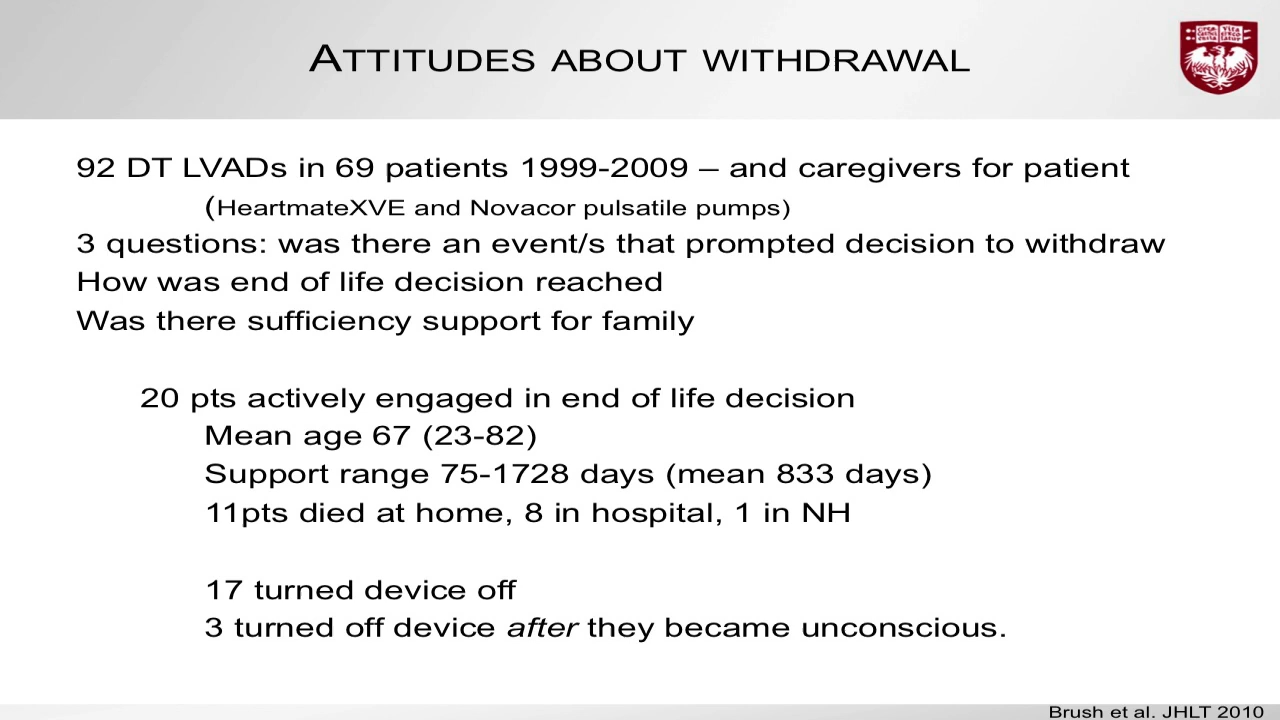 ATTITUDES ABOUT WITHDRAWAL
92 DT LVADs in 69 patients 1999-2009 – and caregivers for patient
(HeartmateXVE and Novacor pulsatile pumps)
3 questions: was there an event/s that prompted decision to withdraw
How was end of life decision reached
Was there sufficiency support for family
20 pts actively engaged in end of life decision
Mean age 67 (23-82)
Support range 75-1728 days (mean 833 days)
11pts died at home, 8 in hospital, 1 in NH
17 turned device off
3 turned off device after they became unconscious.
Brush et al. JHLT 2010